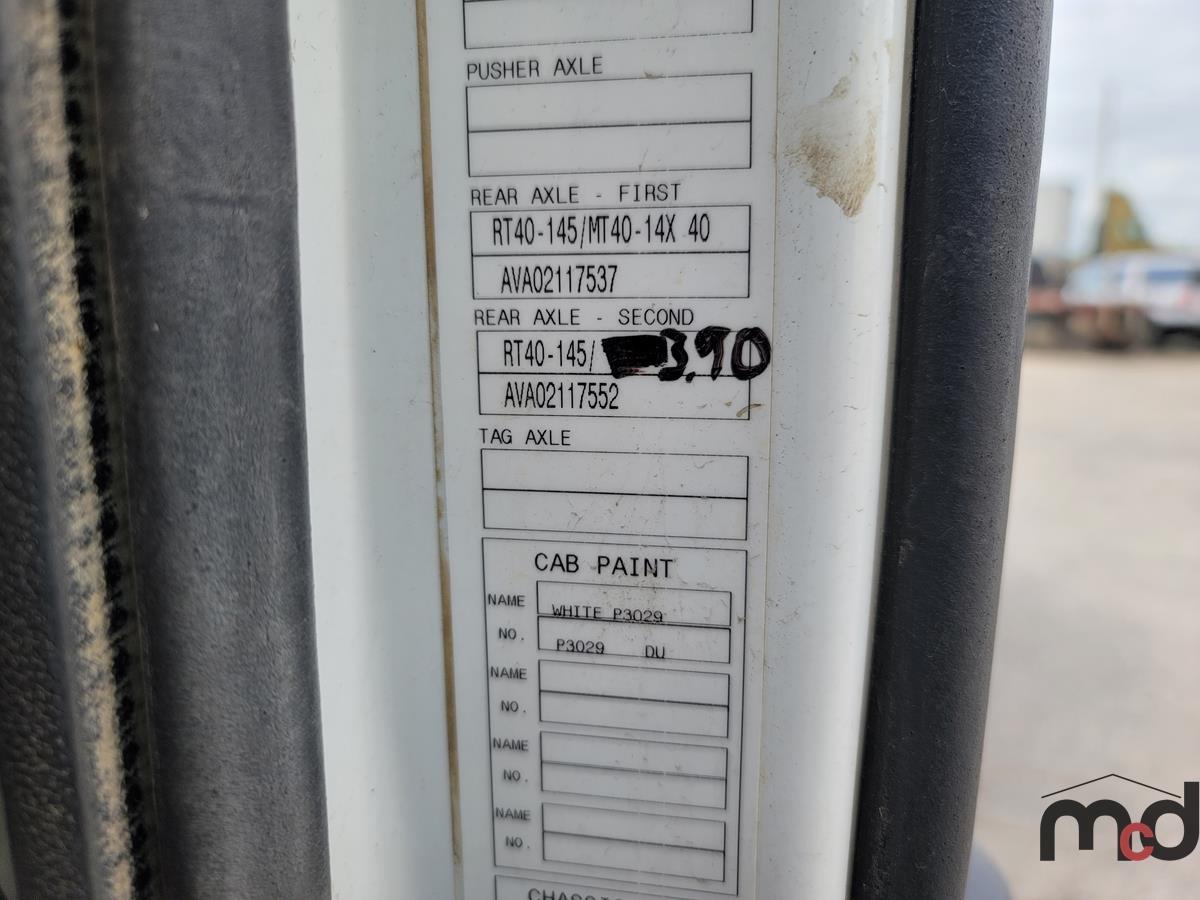 PUSHER AXLE
REAR AXLE - FIRST
RT40-145/MT40-14X 40
AVA02117537
REAR AXLE - SECOND
RT40-145/ 3.90
AVA02117552
TAG AXLE
CAB PAINT
NAME WHITE P3029
NO. P3029 DU
NAME
NO.
NAME
NO.
NAME
NO.
mcd